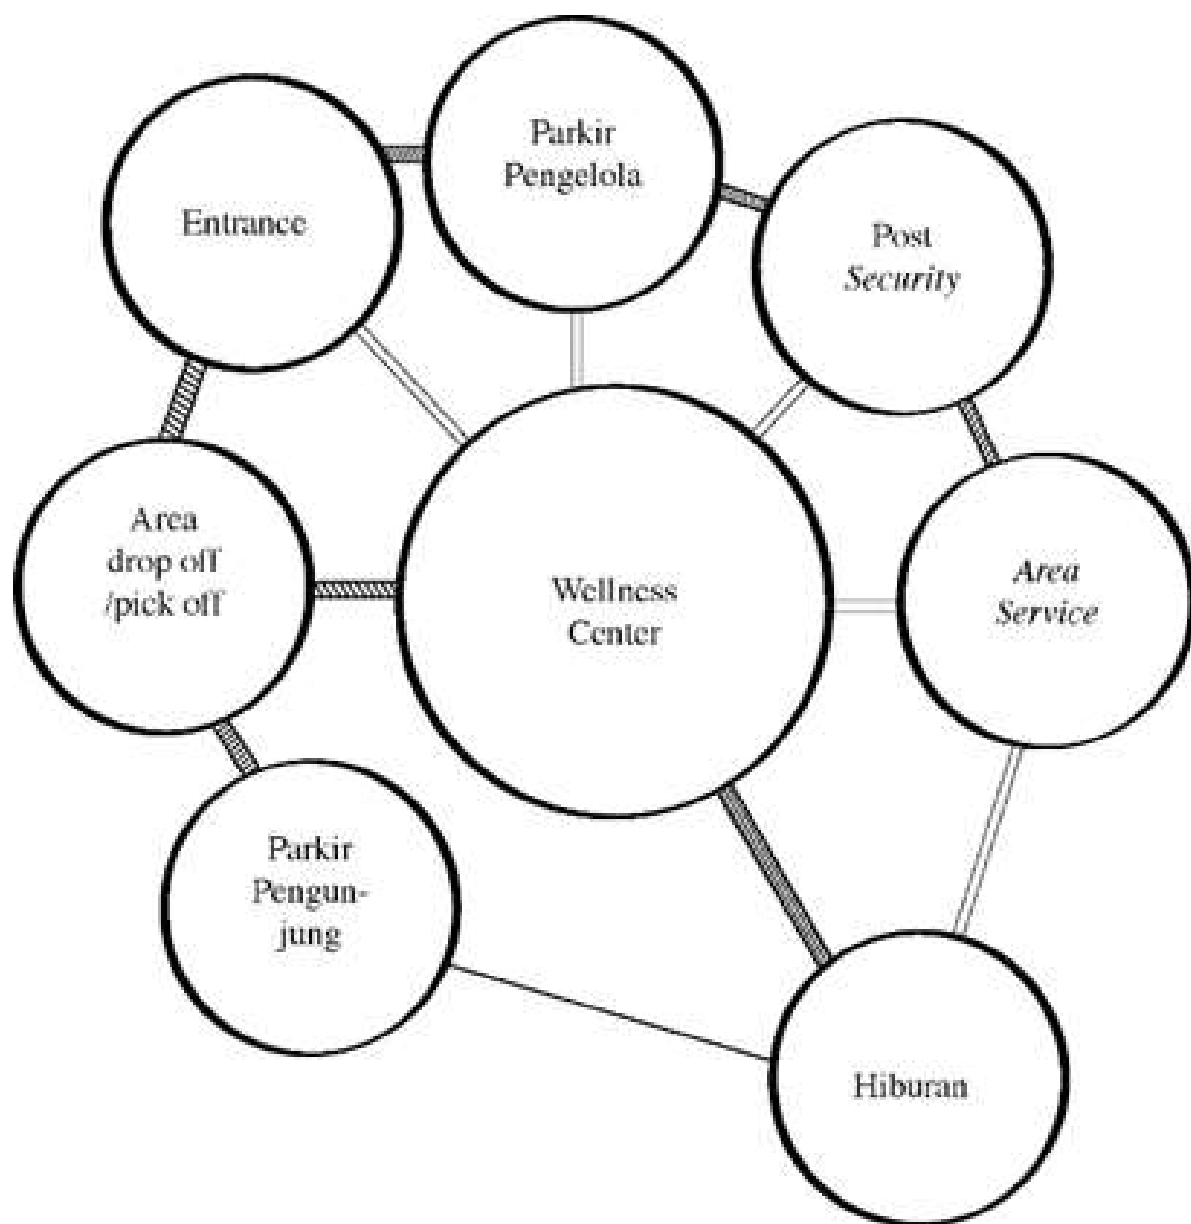 Parkir
Pengelola
Entrance
Post
Security
Area
drop off
/pick off
Wellness
Center
Area
Service
Parkir
Pengun-
jung
Hiburan